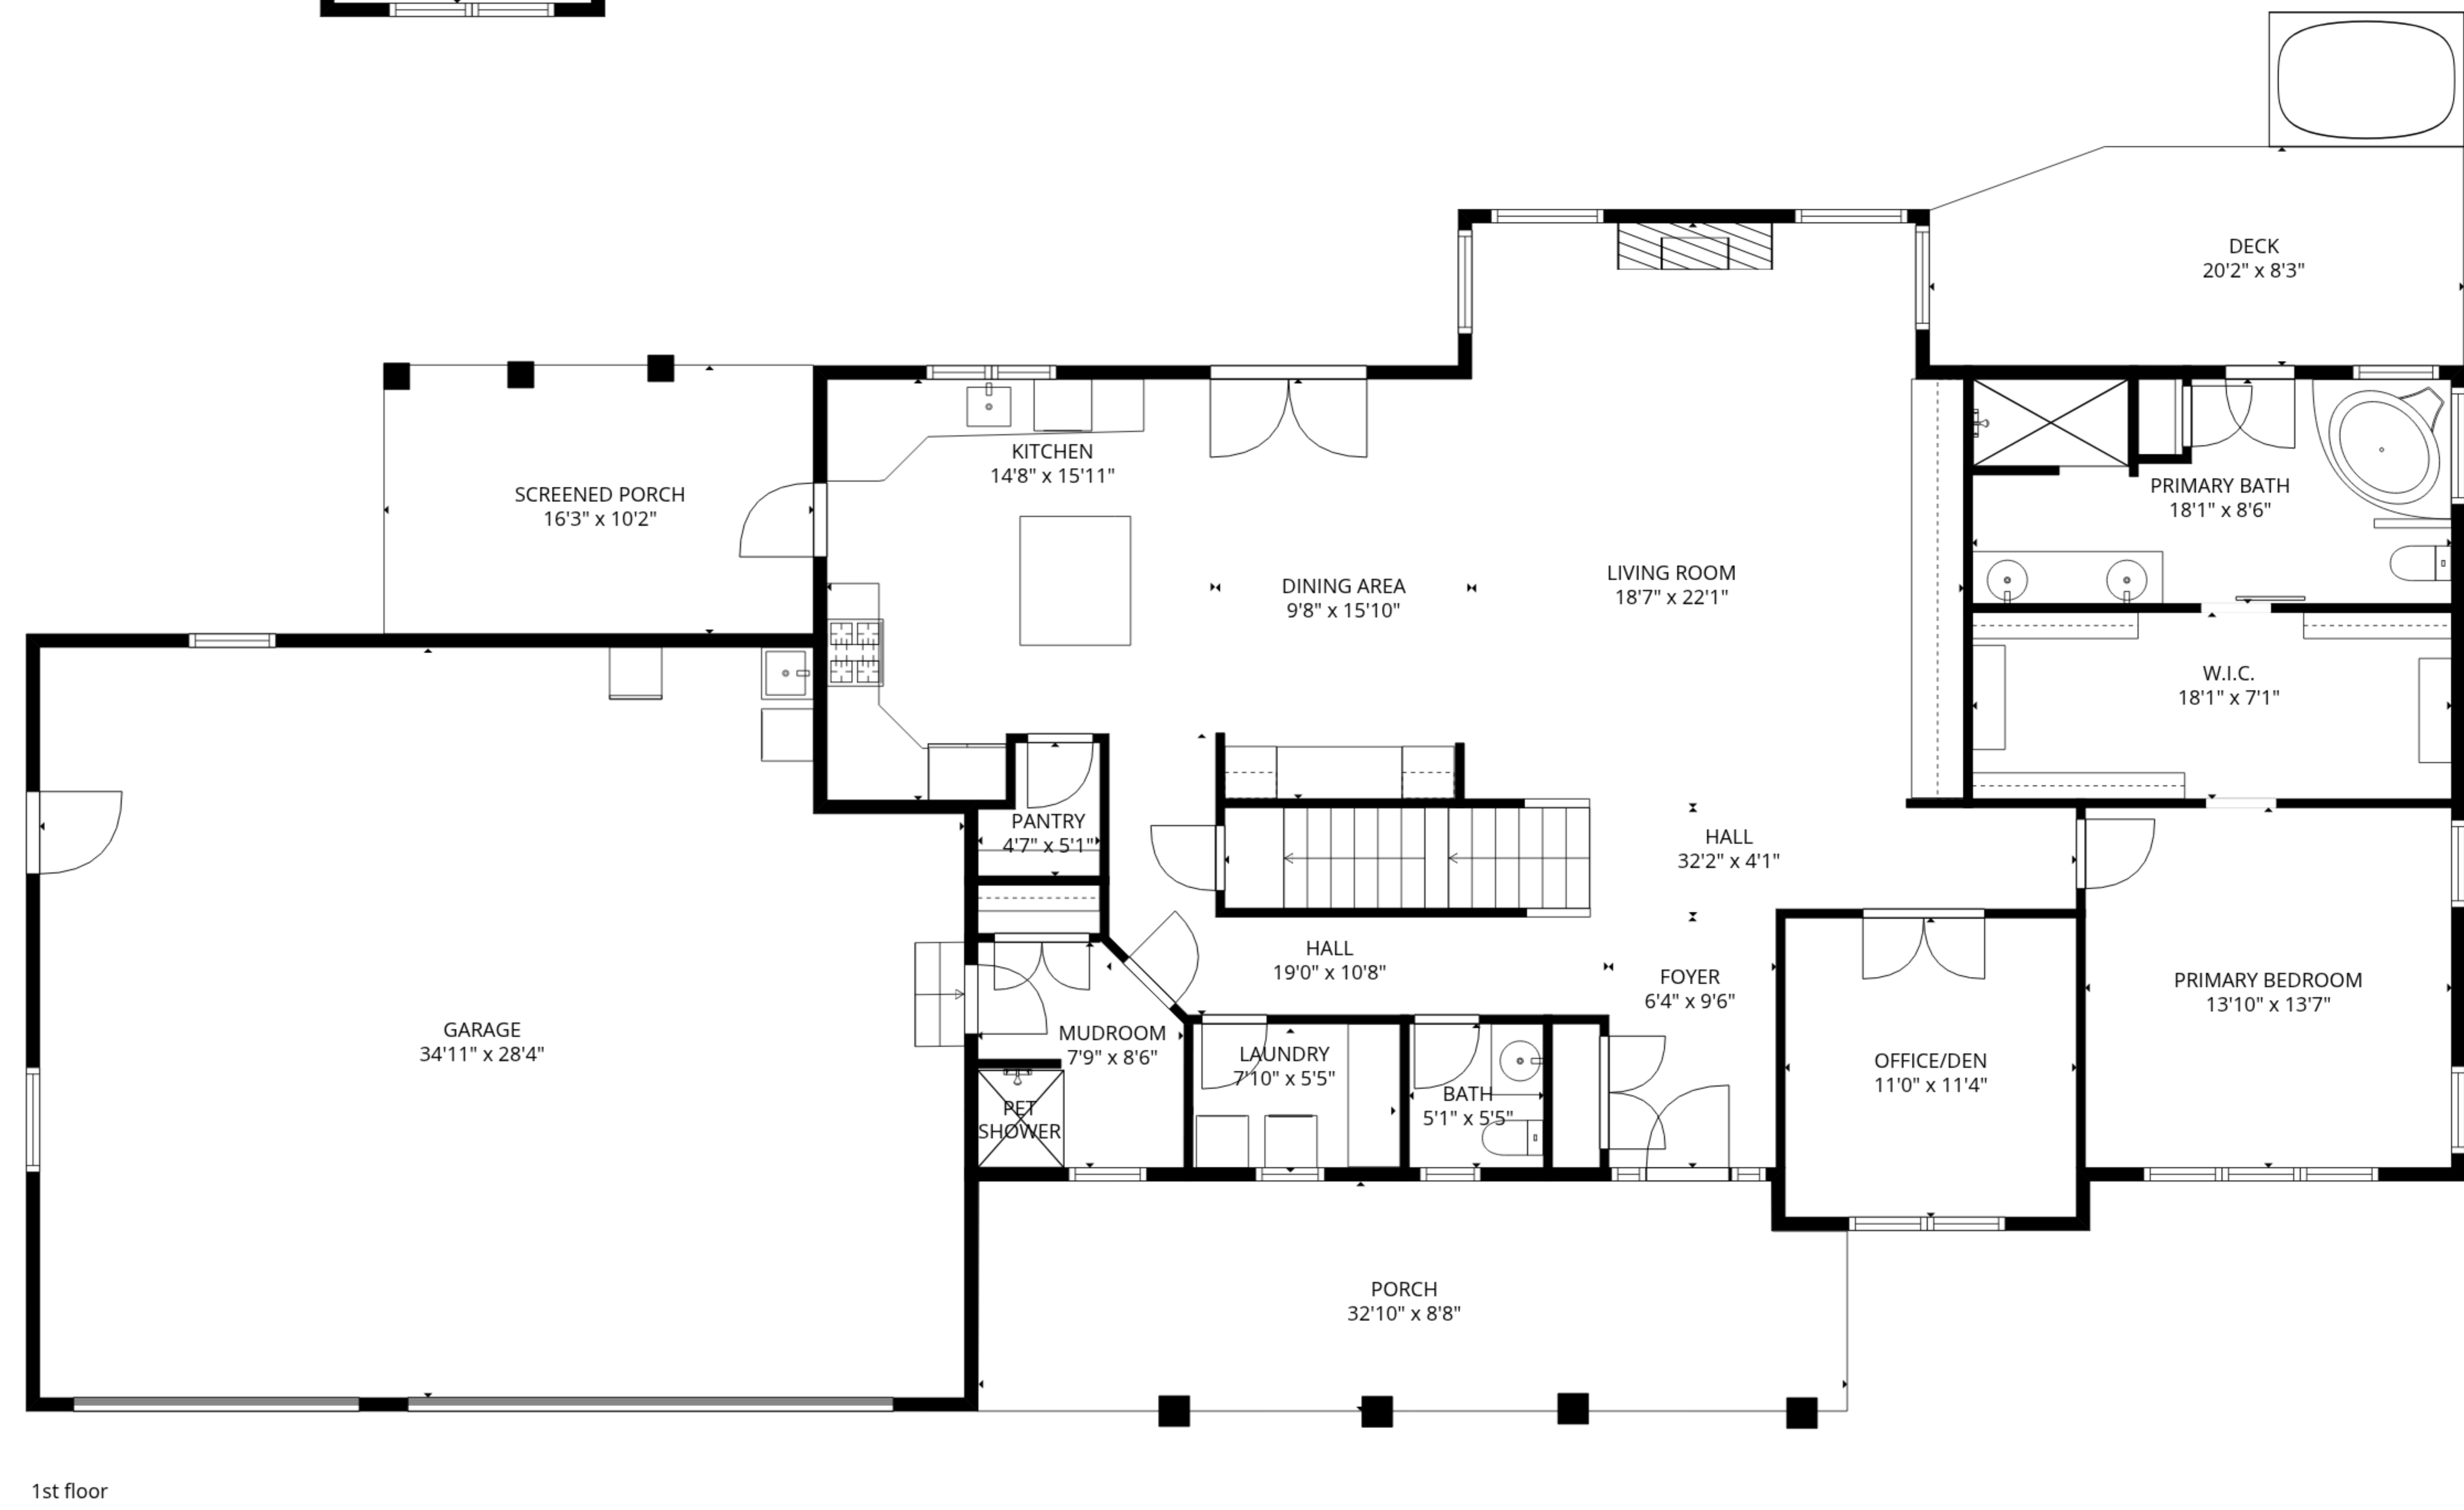 DECK
20'2" x 8'3"
KITCHEN
14'8" x 15'11"
SCREENED PORCH
16'3" x 10'2"
PRIMARY BATH
18'1" x 8'6"
DINING AREA
9'8" x 15'10"
LIVING ROOM
18'7" x 22'1"
W.I.C.
18'1" x 7'1"
PANTRY
4'7" x 5'1"
HALL
32'2" x 4'1"
HALL
19'0" x 10'8"
FOYER
6'4" x 9'6"
PRIMARY BEDROOM
13'10" x 13'7"
GARAGE
34'11" x 28'4"
MUDROOM
7'9" x 8'6"
LAUNDRY
7'10" x 5'5"
OFFICE/DEN
11'0" x 11'4"
BATH
5'1" x 5'5"
PET
SHOWER
PORCH
32'10" x 8'8"
1st floor